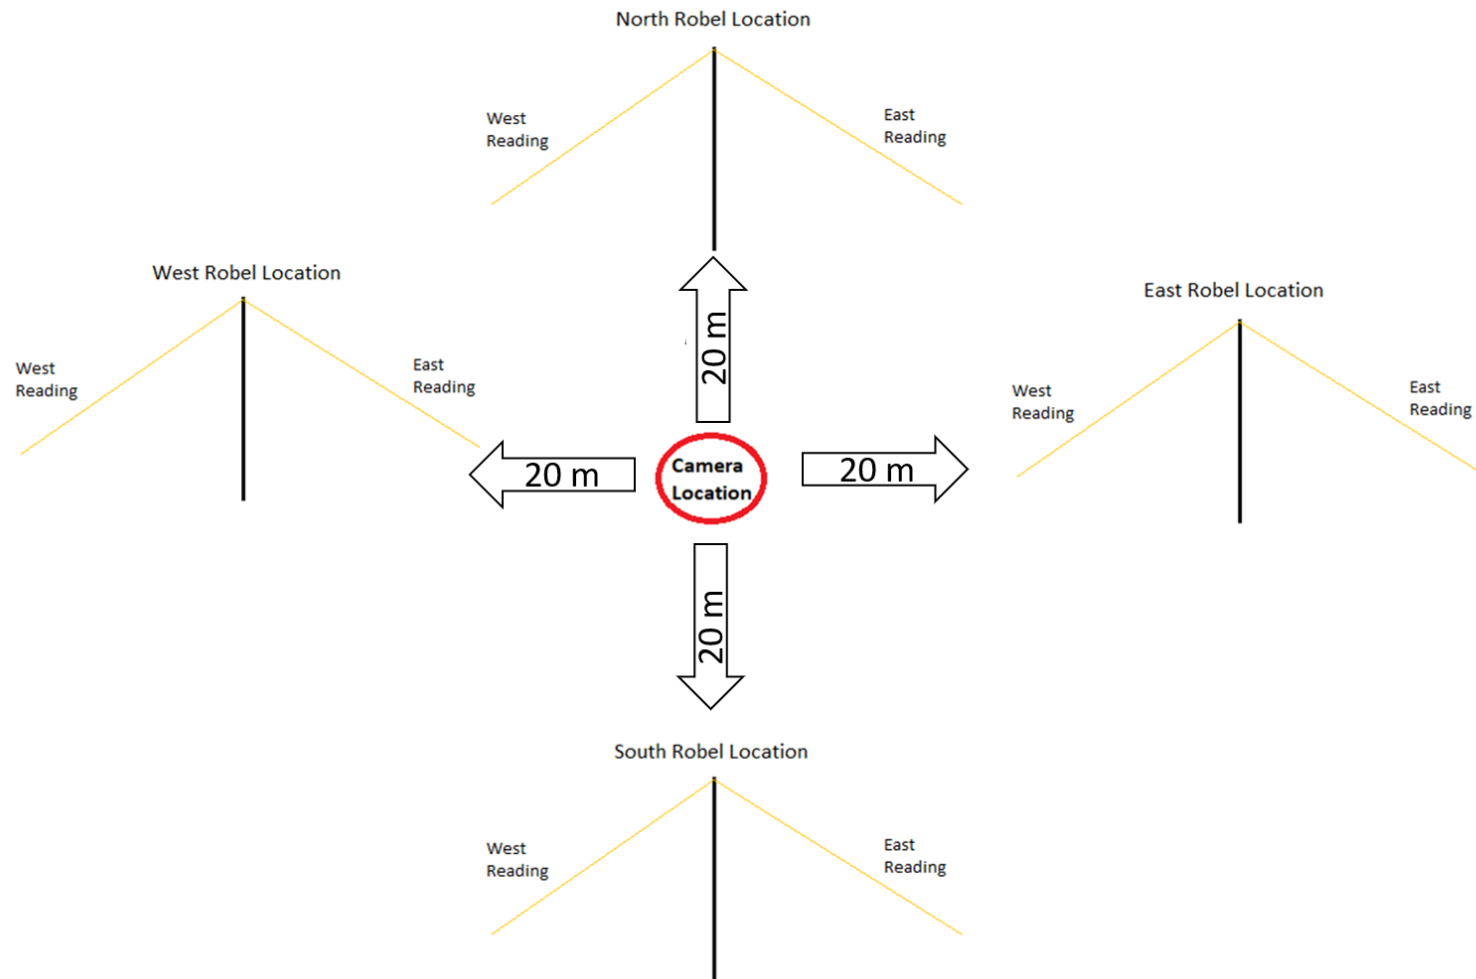 North Robel Location
West
Reading
East
Reading
West Robel Location
East Robel Location
20 m
West
Reading
East
Reading
West
Reading
East
Reading
20 m
Camera
Location
20 m
20 m
South Robel Location
West
Reading
East
Reading